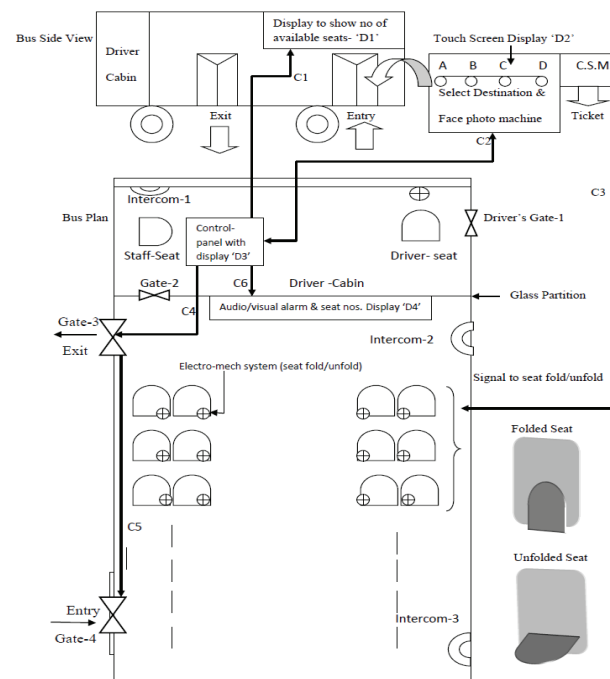 Bus Side View
Driver
Cabin
Display to show no of
available seats- ‘D1’
Touch Screen Display ‘D2’
A B C D
C.S.M
Select Destination &
Face photo machine
C1
Exit
Entry
Ticket
C2
C3
Bus Plan
Intercom-1
Staff-Seat
Control-
panel with
display ‘D3’
Driver- seat
Driver’s Gate-1
Gate-2
C6
Driver -Cabin
Glass Partition
C4
Audio/visual alarm & seat nos. Display ‘D4’
Gate-3
Exit
Intercom-2
Electro-mech system (seat fold/unfold)
Signal to seat fold/unfold
Folded Seat
C5
Unfolded Seat
Entry
Gate-4
Intercom-3